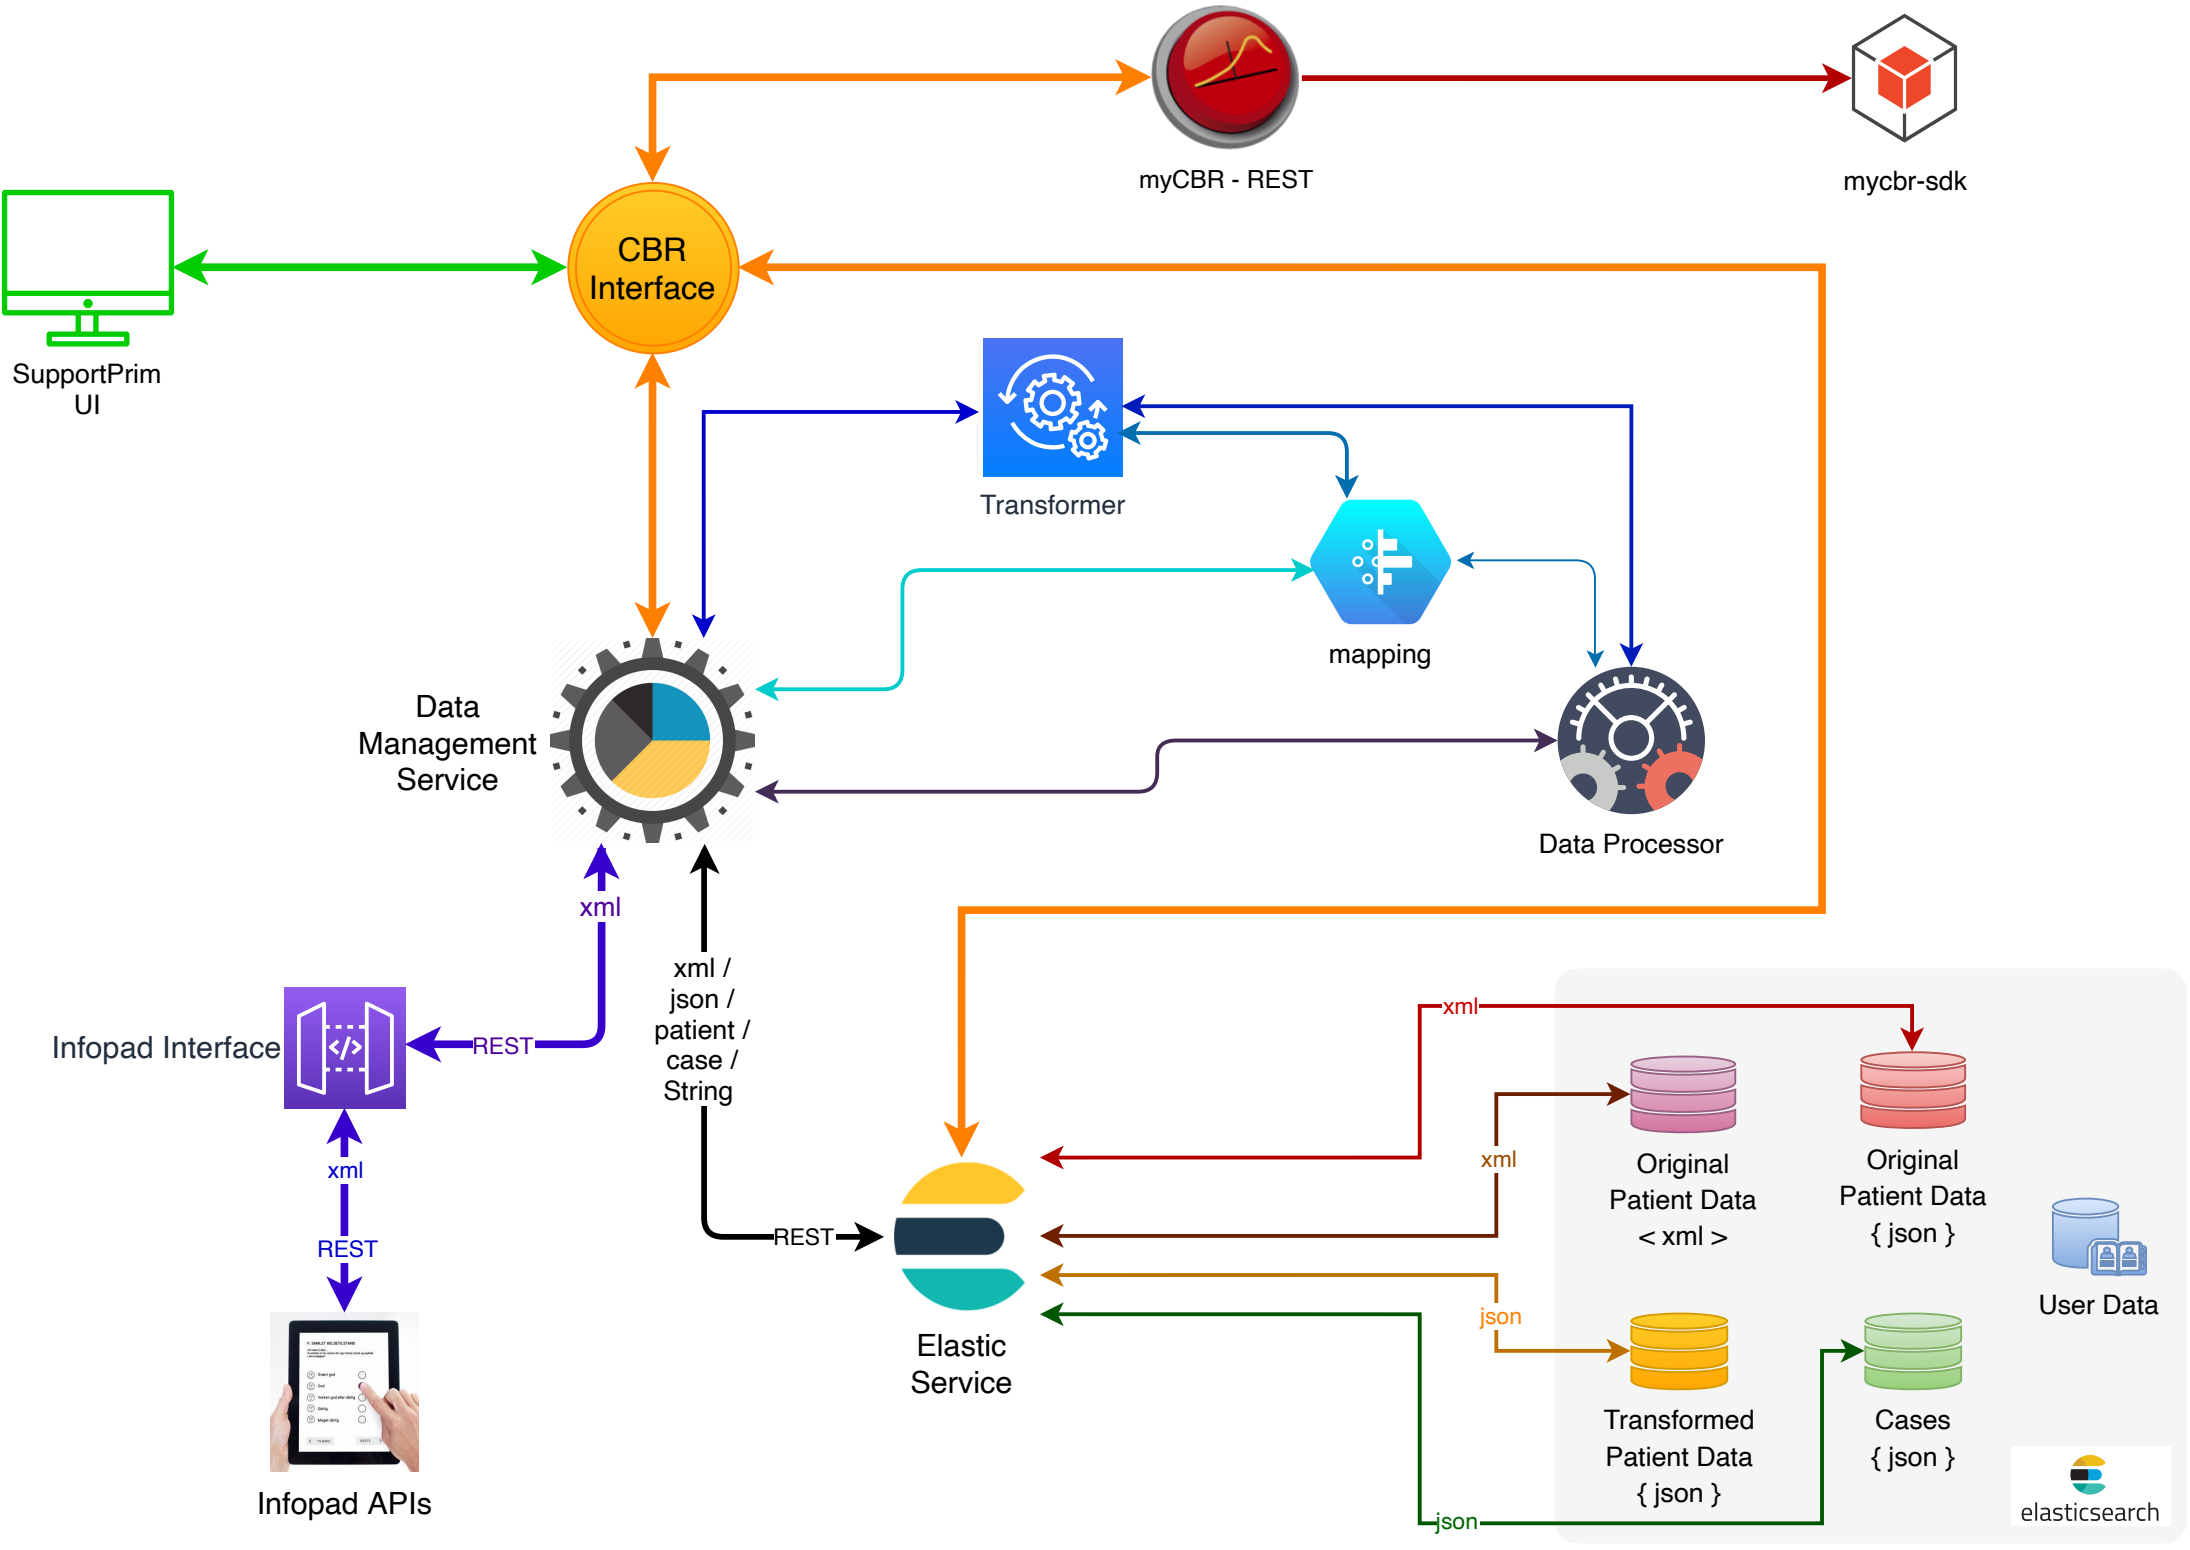 myCBR - REST
mycbr-sdk
CBR
Interface
SupportPrim
UI
Transformer
mapping
Data
Management
Service
Data Processor
xml
xml /
json /
patient /
case /
String
Infopad Interface
REST
xml
REST
Infopad APIs
REST
Elastic
Service
xml
xml
json
json
Original
Patient Data
< xml >
Original
Patient Data
{ json }
User Data
Transformed
Patient Data
{ json }
Cases
{ json }
elasticsearch